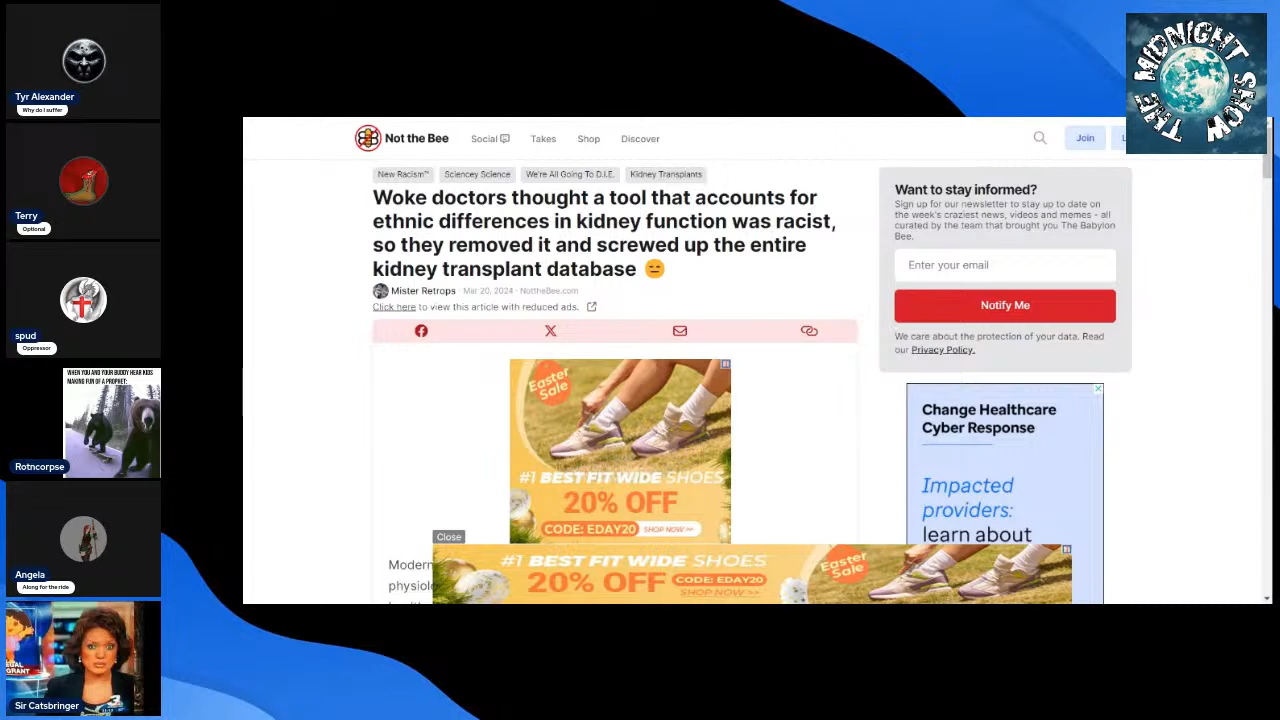 Tyr Alexander
Why do I suffer
Terry
Optional
spud
Oppressor
WHEN YOU AND YOUR BUDDY HEAR KIDS
MAKING FUN OF A PROPHET:
Rotncorpse
Angela
Along for the ride
EGAL
GRANT
3
Sir Catsbringer
THE MIDNIGHT SHOW
Not the Bee
Social
Takes
Shop
Discover
Join
L
New Racism™
Sciencey Science
We're All Going To D.I.E.
Kidney Transplants
Woke doctors thought a tool that accounts for
ethnic differences in kidney function was racist,
so they removed it and screwed up the entire
kidney transplant database 😑
Mister Retrops Mar 20, 2024 · NottheBee.com
Click here to view this article with reduced ads.
Easter
Sale
#1 BEST FIT WIDE SHOES
20% OFF
CODE: EDAY20 SHOP NOW >>
Close
Modern
physiolo
#1 BEST FIT WIDE SHOES
20% OFF
CODE: EDAY20
SHOP NOW >>
Easter
Sale
Want to stay informed?
Sign up for our newsletter to stay up to date on
the week's craziest news, videos and memes - all
curated by the team that brought you The Babylon
Bee.
Enter your email
Notify Me
We care about the protection of your data. Read
our Privacy Policy.
Change Healthcare
Cyber Response
Impacted
providers:
learn about